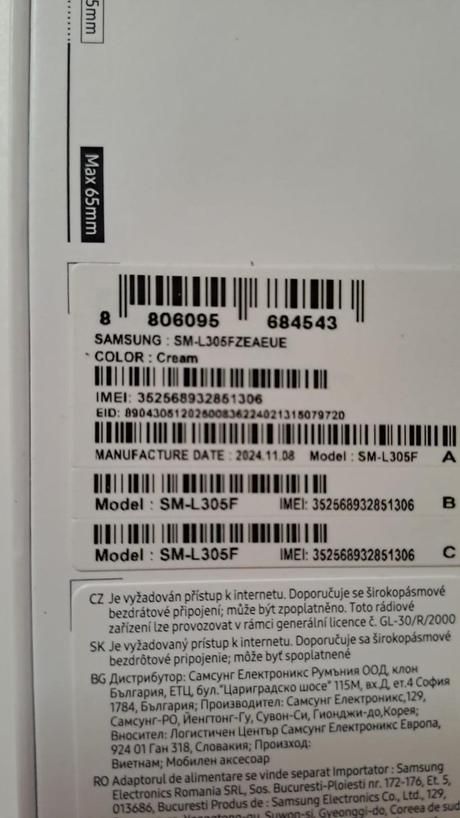 5mm
Max 65mm
8 806095 684543
SAMSUNG : SM-L305FZEAEUE
COLOR : Cream
IMEI: 352568932851306
EID: 89043051202600836224021315079720
MANUFACTURE DATE : 2024.11.08 Model : SM-L305F A
Model : SM-L305F IMEI: 352568932851306 B
Model : SM-L305F IMEI: 352568932851306 C
CZ Je vyžadován přístup k internetu. Doporučuje se širokopásmové
bezdrátové připojení; může být zpoplatněno. Toto rádiové
zařízení lze provozovat v rámci generální licence č. GL-30/R/2000
SK Je vyžadovaný prístup k internetu. Doporučuje sa širokopásmové
bezdrôtové pripojenie; môže byť spoplatnené
BG Дистрибутор: Самсунг Електроникс Румъния ООД, клон
България, ЕТЦ, бул."Цариградско шосе" 115М, вх.Д, ет.4 София
1784, България; Производител: Самсунг Електроникс,129,
Самсунг-РО, Йенгтонг-Гу, Сувон-Си, Гионджи-до,Корея;
Вносител: Логистичен Център Самсунг Електроникс Европа,
924 01 Ган 318, Словакия; Произход:
Виетнам; Мобилен аксесоар
RO Adaptorul de alimentare se vinde separat Importator : Samsung
Electronics Romania SRL, Sos. Bucuresti-Ploiesti nr. 172-176, Et. 5,
013686, Bucuresti Produs de : Samsung Electronics Co., Ltd., 129,
Suwon-si, Gyeonggi-do, Coreea de sud